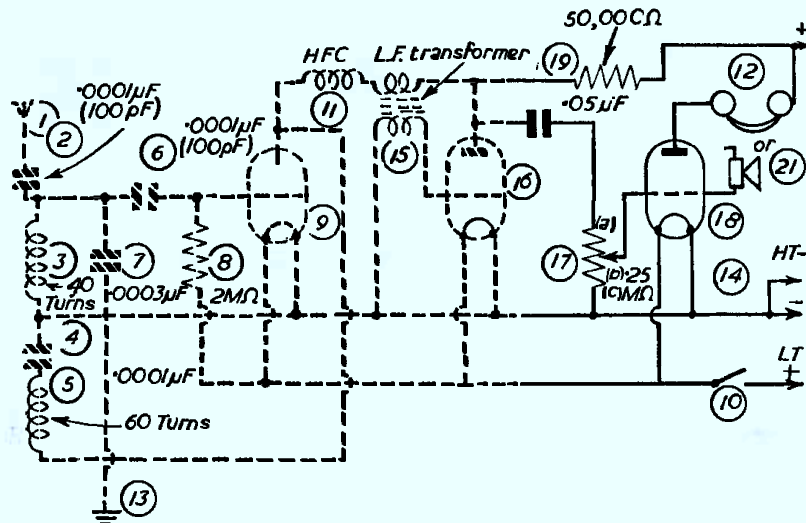 50,00CΩ
+
HFC
L.F. transformer
19
12
.0001µF
(100pF)
1
2
11
.05µF
6
.0001µF
(100pF)
15
16
or
21
9
(a)
18
3
7
8
17
(b) .25
(c) MΩ
14
HT-
40
Turns
.0003µF
2MΩ
-
4
LT
+
5
.0001µF
10
60 Turns
13